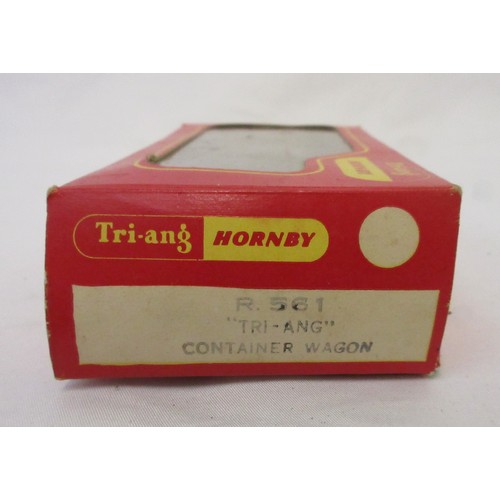 Tri-ang HORNBY
R. 561
"TRI-ANG"
CONTAINER WAGON